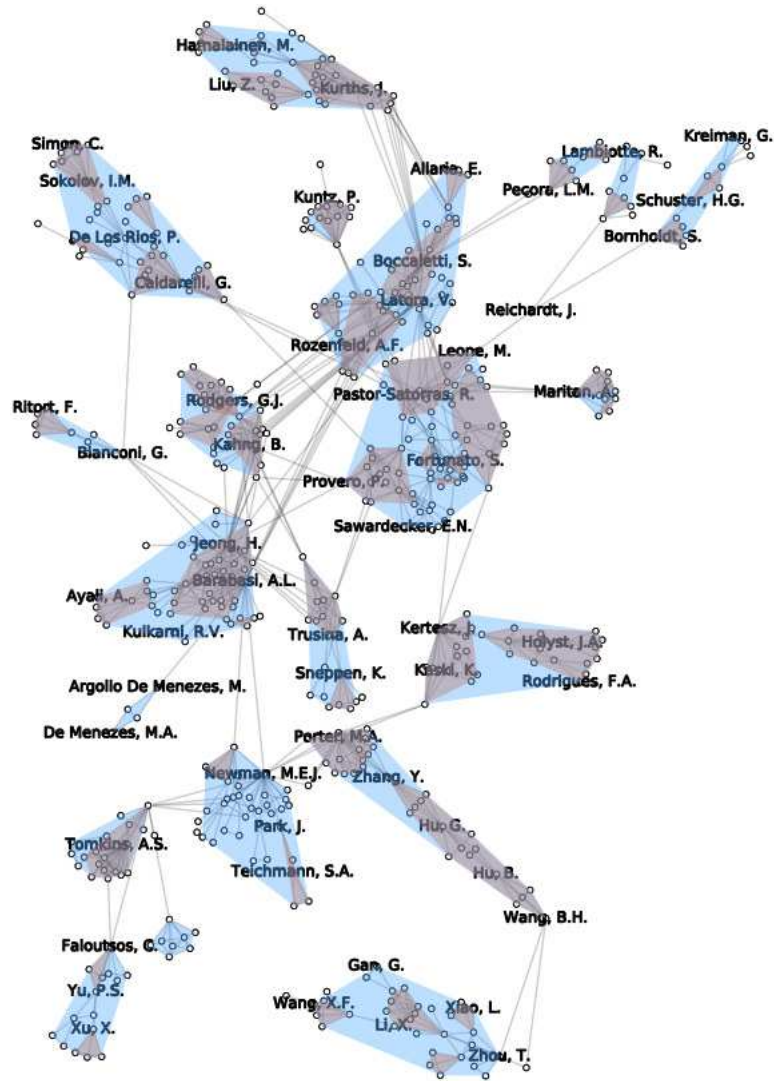 Hamalainen, M.
Liu, Z.
Kurths, J.
Kreiman, G.
Simon, C.
Lambiotte, R.
Allaria, E.
Sokolov, I.M.
Kuntz, P.
Pecora, L.M.
Schuster, H.G.
De Los Rios, P.
Bornholdt, S.
Boccaletti, S.
Caldarelli, G.
Latora, V.
Reichardt, J.
Rozenfeld, A.F.
Leone, M.
Pastor-Satorras, R.
Maritan, A.
Rodgers, G.J.
Ritort, F.
Kahng, B.
Bianconi, G.
Fortunato, S.
Provero, P.
Sawardecker, E.N.
Jeong, H.
Barabasi, A.L.
Ayali, A.
Kulkarni, R.V.
Trusina, A.
Kertesz, J.
Holyst, J.A.
Sneppen, K.
Kaski, K.
Rodrigues, F.A.
Argollo De Menezes, M.
De Menezes, M.A.
Porter, M.A.
Newman, M.E.J.
Zhang, Y.
Park, J.
Hu, G.
Tomkins, A.S.
Teichmann, S.A.
Hu, B.
Wang, B.H.
Faloutsos, C.
Gan, G.
Yu, P.S.
Wang, X.F.
Xiao, L.
Xu, X.
Li, X.
Zhou, T.